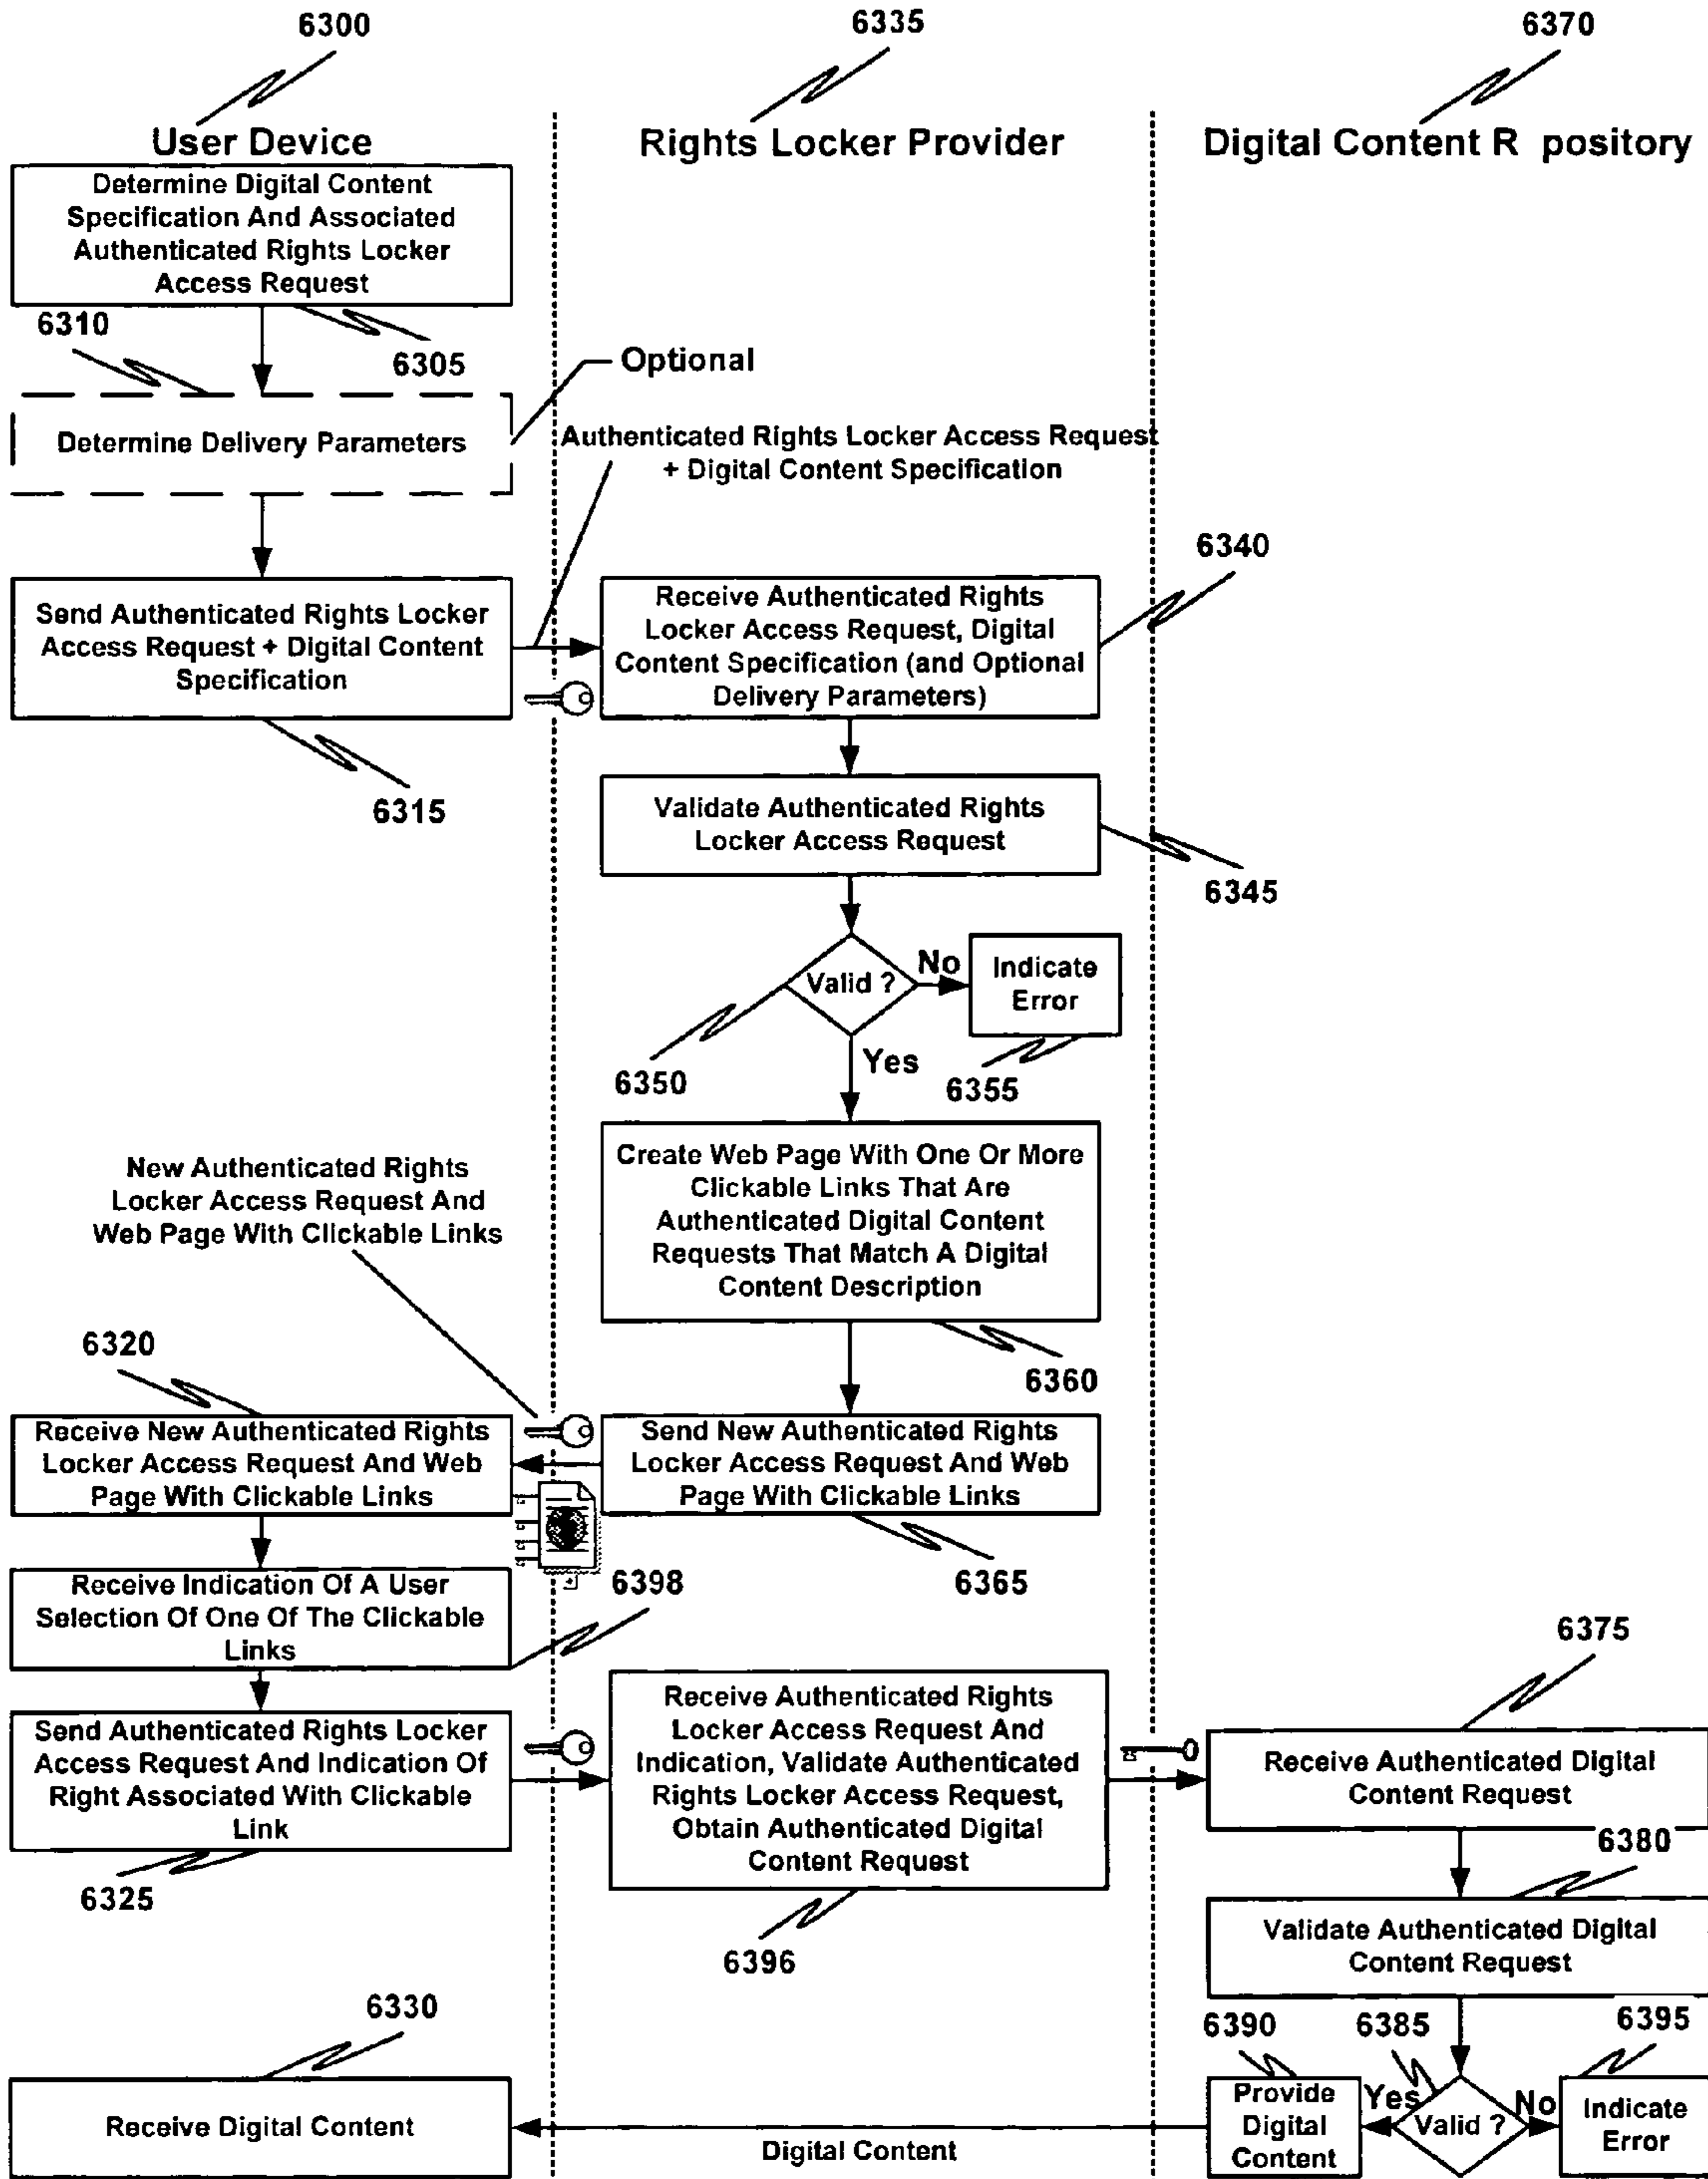 6300
6335
6370
User Device
Rights Locker Provider
Digital Content R pository
Determine Digital Content
Specification And Associated
Authenticated Rights Locker
Access Request
6310
6305
Optional
Determine Delivery Parameters
Authenticated Rights Locker Access Request
+ Digital Content Specification
6340
Send Authenticated Rights Locker
Access Request + Digital Content
Specification
Receive Authenticated Rights
Locker Access Request, Digital
Content Specification (and Optional
Delivery Parameters)
6315
Validate Authenticated Rights
Locker Access Request
6345
Valid ?
No
Indicate
Error
6350
Yes
6355
New Authenticated Rights
Locker Access Request And
Web Page With Clickable Links
Create Web Page With One Or More
Clickable Links That Are
Authenticated Digital Content
Requests That Match A Digital
Content Description
6320
6360
Receive New Authenticated Rights
Locker Access Request And Web
Page With Clickable Links
Send New Authenticated Rights
Locker Access Request And Web
Page With Clickable Links
6398
6365
Receive Indication Of A User
Selection Of One Of The Clickable
Links
6375
Send Authenticated Rights Locker
Access Request And Indication Of
Right Associated With Clickable
Link
Receive Authenticated Rights
Locker Access Request And
Indication, Validate Authenticated
Rights Locker Access Request,
Obtain Authenticated Digital
Content Request
Receive Authenticated Digital
Content Request
6325
6380
6396
Validate Authenticated Digital
Content Request
6330
6390
6385
6395
Receive Digital Content
Digital Content
Provide
Digital
Content
Yes
Valid ?
No
Indicate
Error